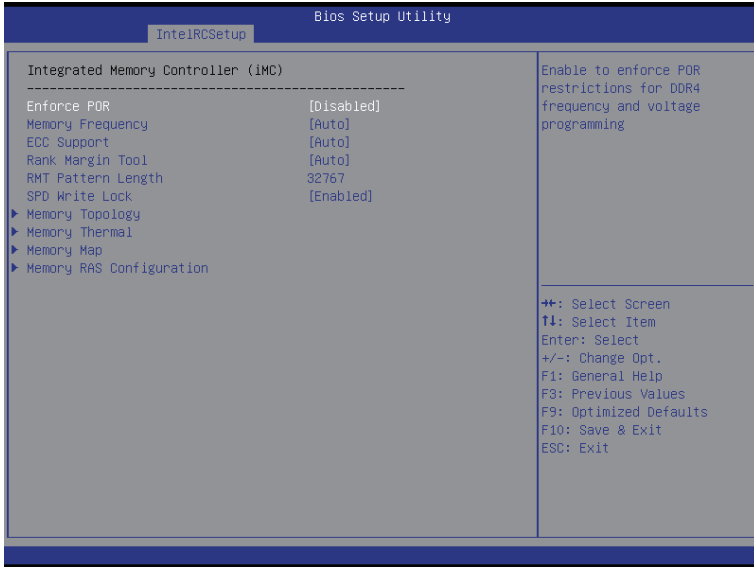 Bios Setup Utility
IntelRCSetup
Integrated Memory Controller (iMC)
--------------------------------------------------
Enforce POR [Disabled]
Memory Frequency [Auto]
ECC Support [Auto]
Rank Margin Tool [Auto]
RMT Pattern Length 32767
SPD Write Lock [Enabled]
Memory Topology
Memory Thermal
Memory Map
Memory RAS Configuration
Enable to enforce POR
restrictions for DDR4
frequency and voltage
programming
→←: Select Screen
↑↓: Select Item
Enter: Select
+/-: Change Opt.
F1: General Help
F3: Previous Values
F9: Optimized Defaults
F10: Save & Exit
ESC: Exit